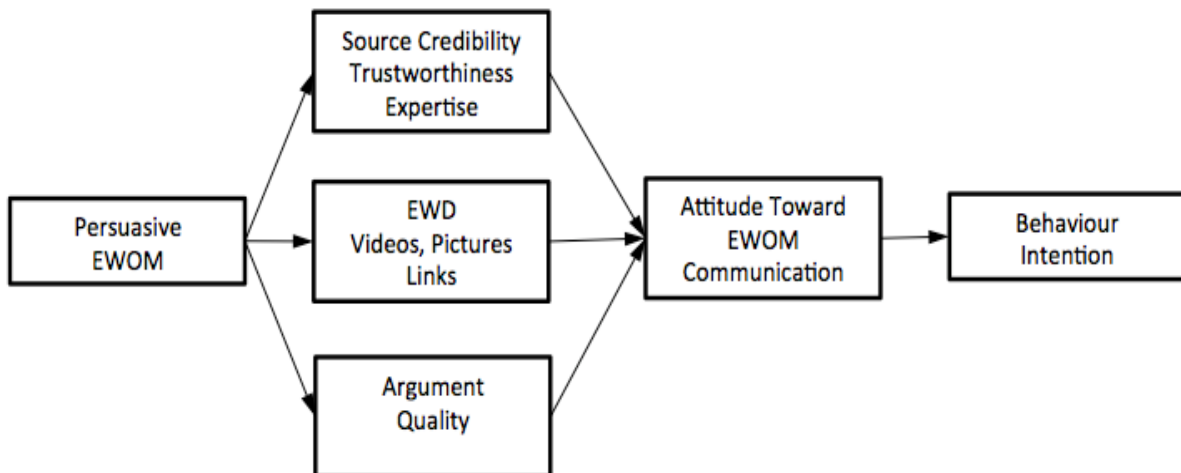 Source Credibility
Trustworthiness
Expertise
Persuasive
EWOM
EWD
Videos, Pictures
Links
Argument
Quality
Attitude Toward
EWOM
Communication
Behaviour
Intention